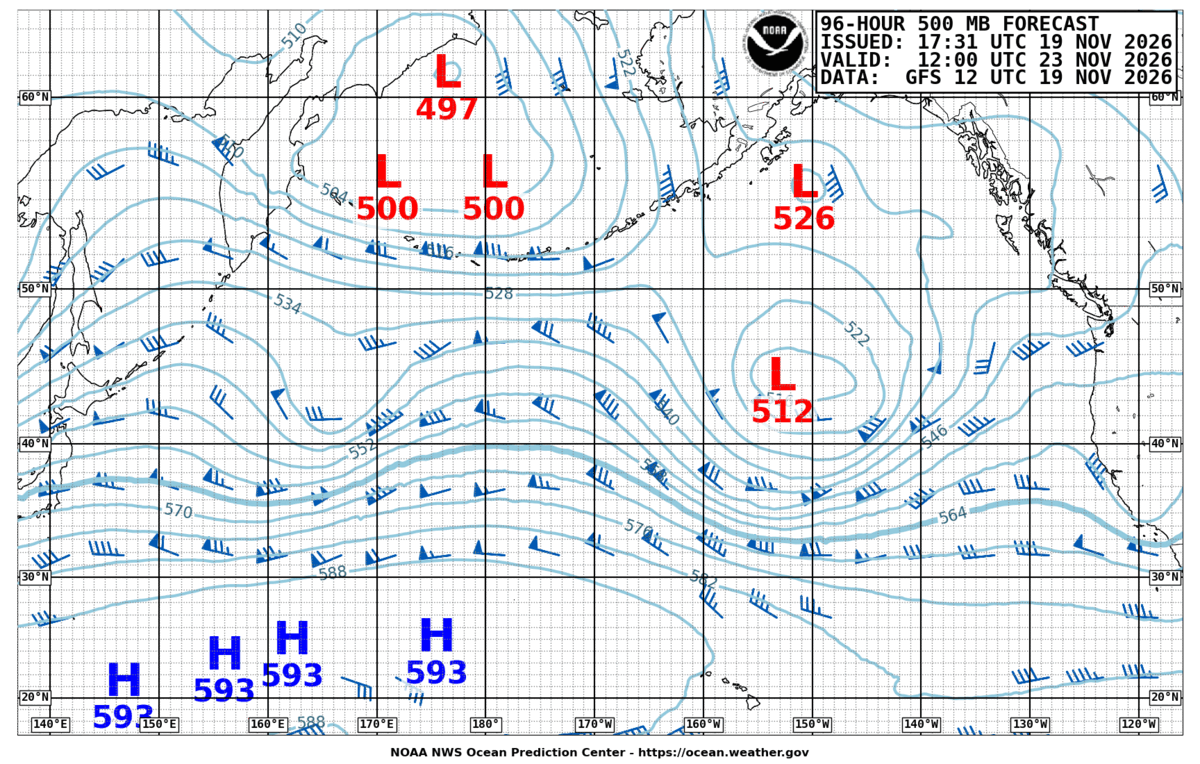 96-HOUR 500 MB FORECAST
ISSUED: 17:31 UTC 19 NOV 2026
VALID: 12:00 UTC 23 NOV 2026
DATA: GFS 12 UTC 19 NOV 2026
NOAA
510
522
L
497
60°N
60°N
510
504
L
500
L
500
L
526
516
50°N
50°N
534
528
522
L
512
540
546
552
40°N
40°N
570
564
576
588
582
30°N
30°N
H
593
H
593
H
593
H
593
20°N
20°N
588
140°E
150°E
160°E
170°E
180°
170°W
160°W
150°W
140°W
130°W
120°W
NOAA NWS Ocean Prediction Center - https://ocean.weather.gov